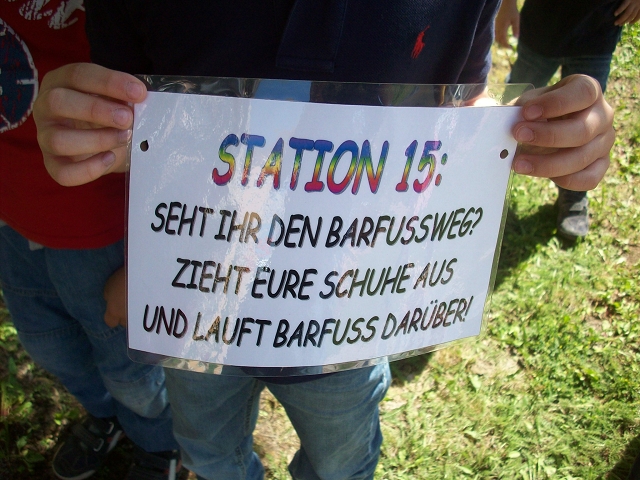 STATION 15:
SEHT IHR DEN BARFUSSWEG?
ZIEHT EURE SCHUHE AUS
UND LAUFT BARFUSS DARÜBER!